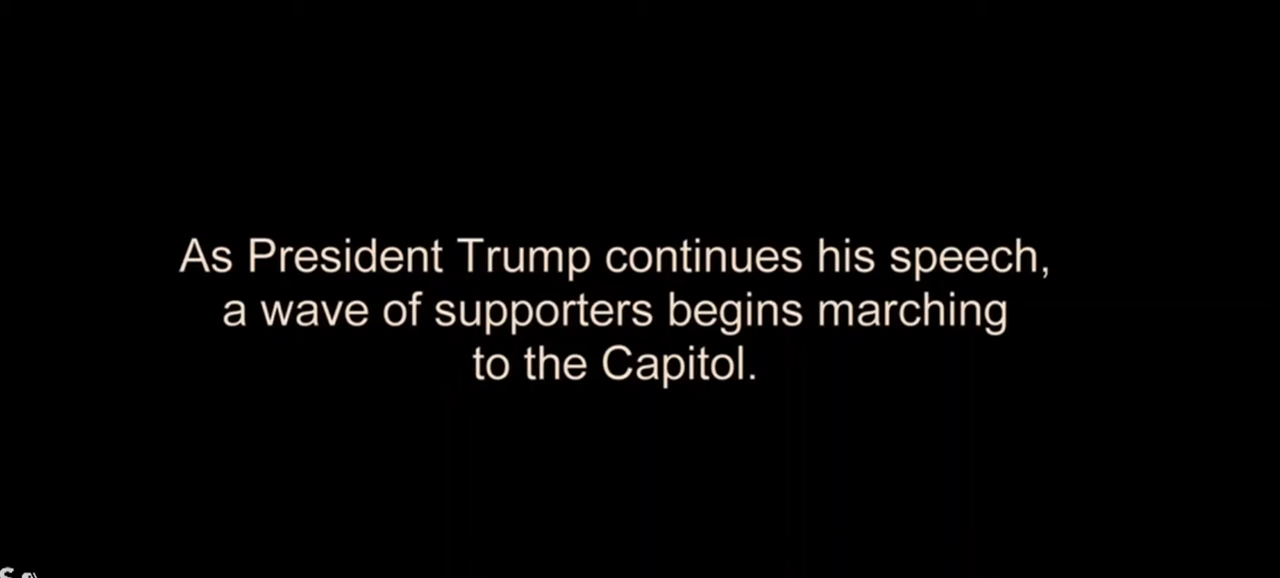 As President Trump continues his speech,
a wave of supporters begins marching
to the Capitol.